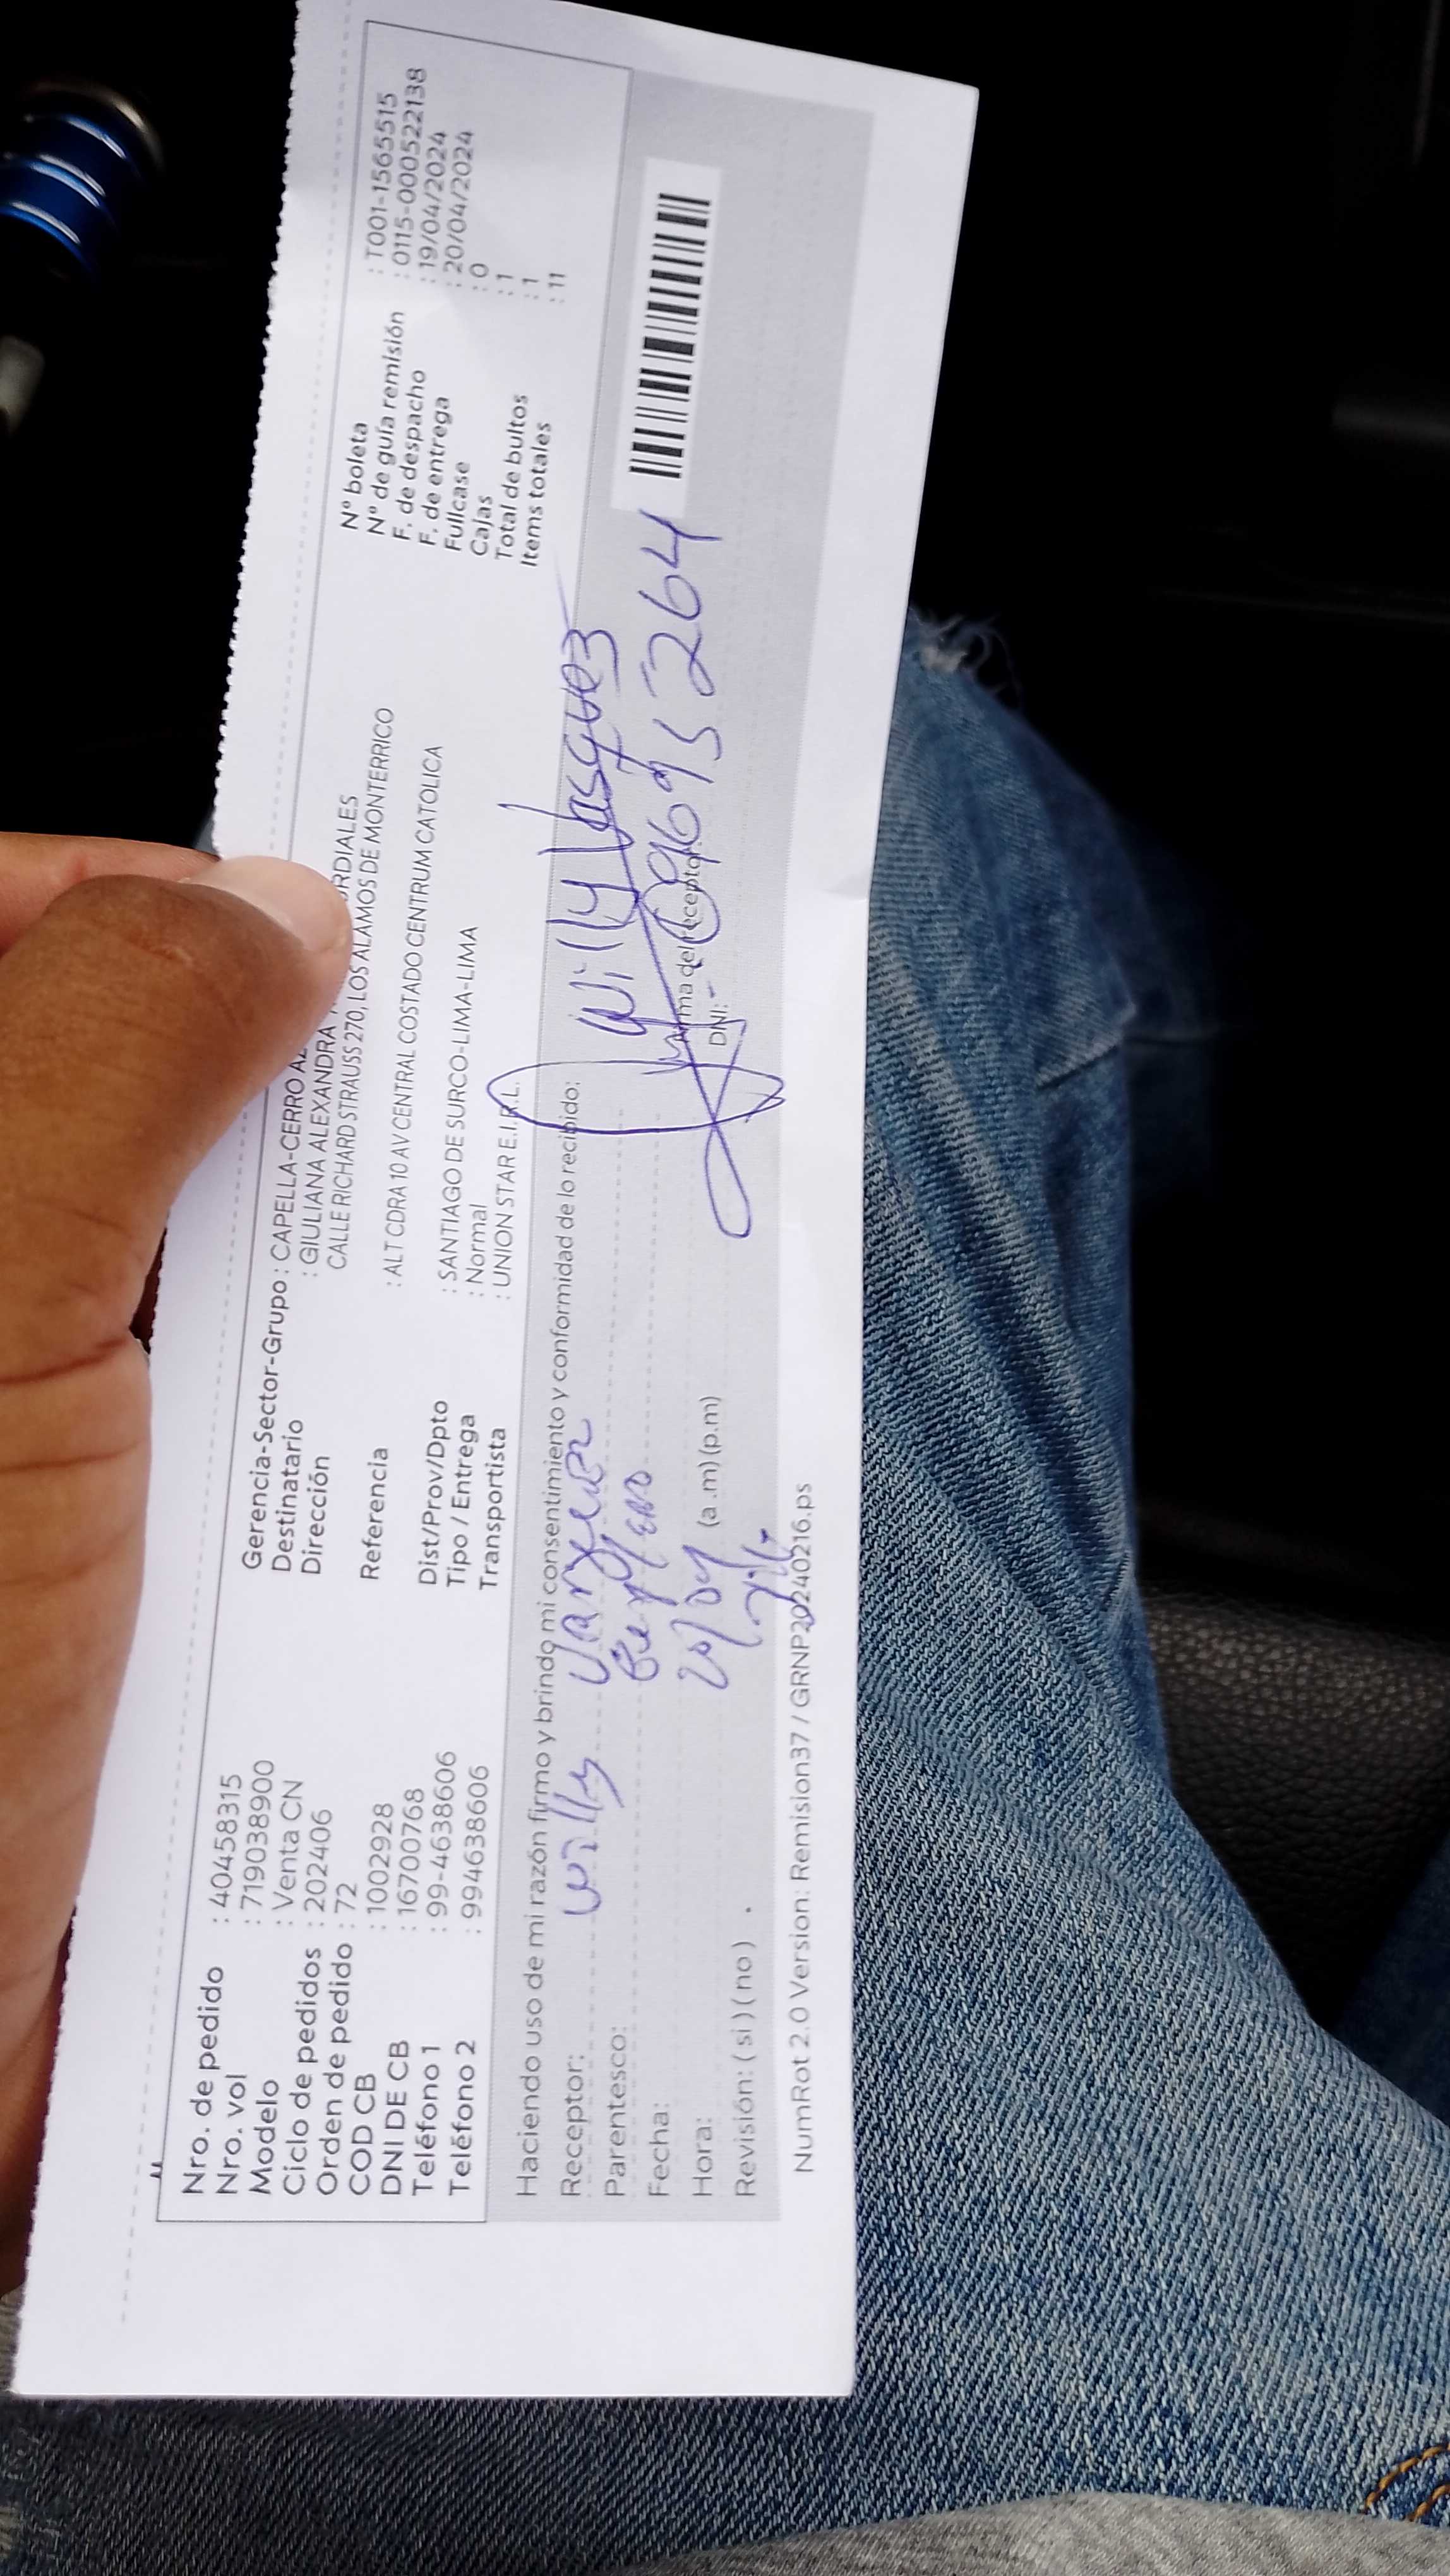 Nro. de pedido : 40458315
Nro. vol : 719038900
Modelo : Venta CN
Ciclo de pedidos : 202406
Orden de pedido : 72
COD CB : 1002928
DNI DE CB : 16700768
Teléfono 1 : 99-4638606
Teléfono 2 : 994638606
Gerencia-Sector-Grupo : CAPELLA-CERRO
Destinatario : GIULIANA ALEXANDRA
Dirección CALLE RICHARD STRAUSS 270, LOS ALAMOS DE MONTERRICO
Referencia : ALT CDRA 10 AV CENTRAL COSTADO CENTRUM CATOLICA
Dist/Prov/Dpto : SANTIAGO DE SURCO-LIMA-LIMA
Tipo / Entrega : Normal
Transportista : UNION STAR E.I.R.L.
N° boleta : T001-1565515
N° de guía remisión : 0115-000522138
F. de despacho : 19/04/2024
F. de entrega : 20/04/2024
Fullcase : 0
Cajas : 1
Total de bultos : 1
Items totales : 11
Haciendo uso de mi razón firmo y brindo mi consentimiento y conformidad de lo recibido:
Receptor: Willy
Parentesco:
Fecha: 20/04
Hora: (a.m) (p.m)
Revisión: ( si ) ( no ) .
Willy Vasquez
Firma del receptor
DNI:
NumRot 2.0 Version: Remision37 / GRNP20240216.ps